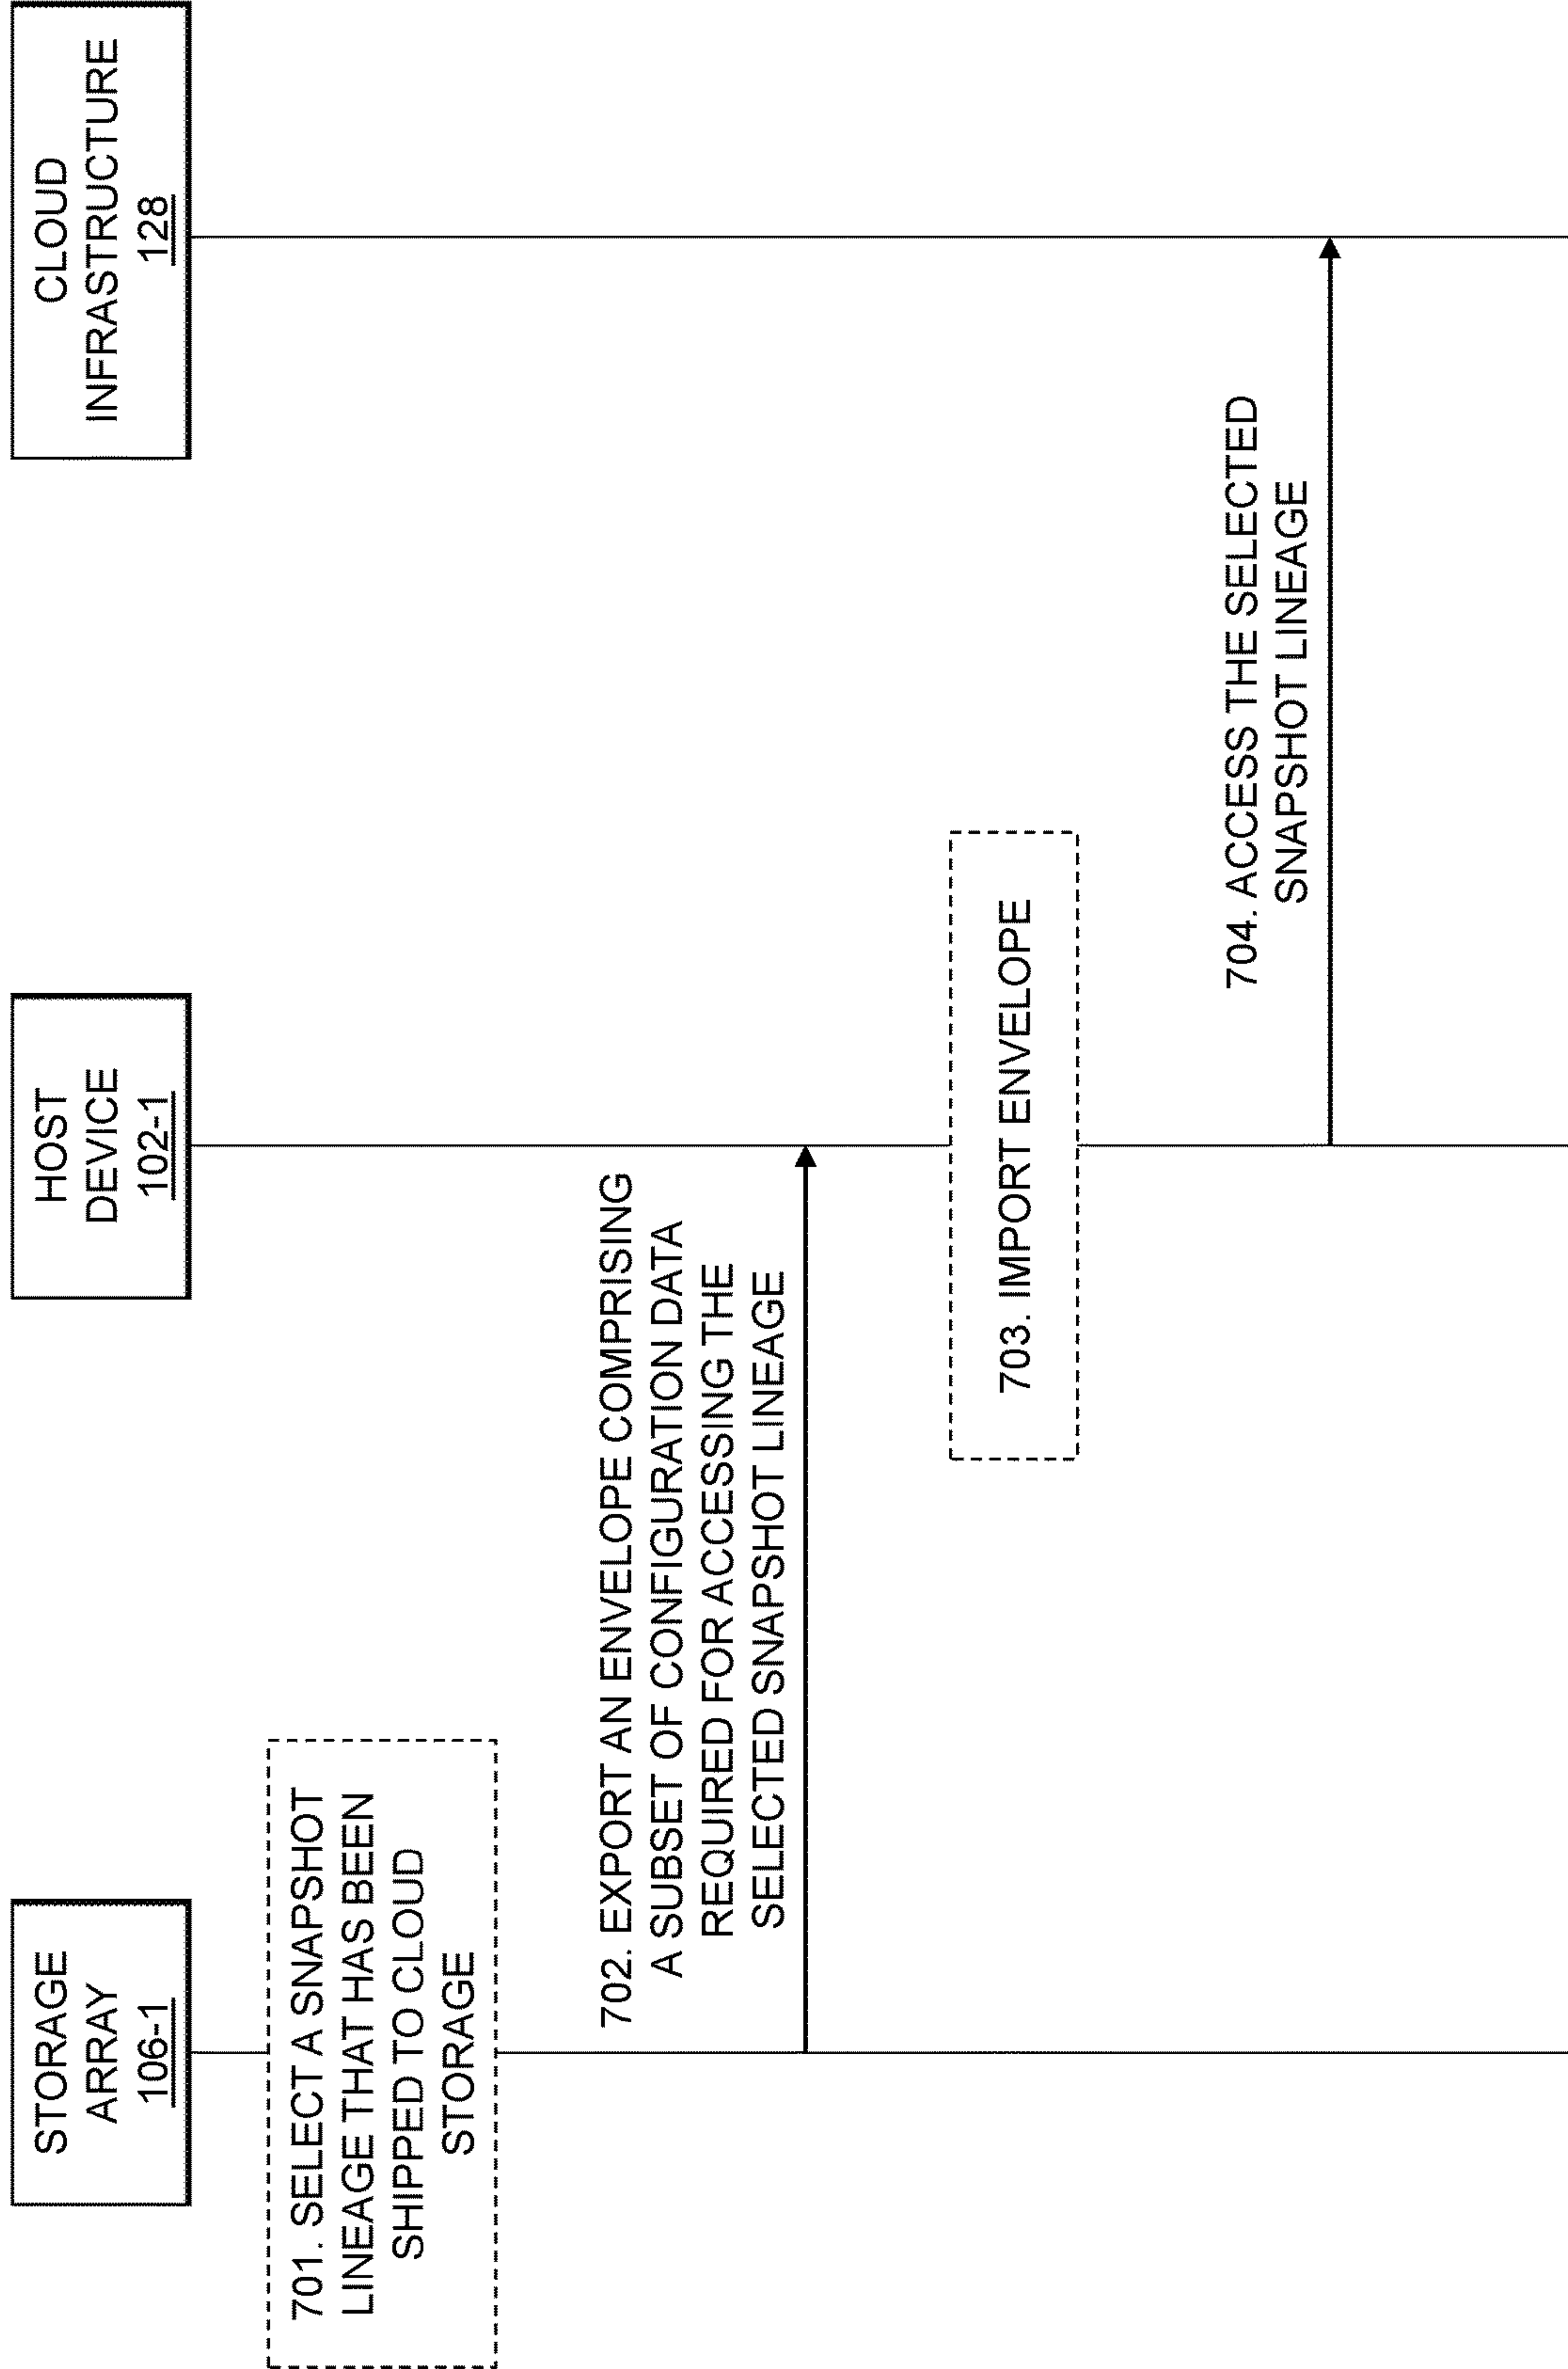 STORAGE
ARRAY
106-1
HOST
DEVICE
102-1
CLOUD
INFRASTRUCTURE
128
701. SELECT A SNAPSHOT
LINEAGE THAT HAS BEEN
SHIPPED TO CLOUD
STORAGE
702. EXPORT AN ENVELOPE COMPRISING
A SUBSET OF CONFIGURATION DATA
REQUIRED FOR ACCESSING THE
SELECTED SNAPSHOT LINEAGE
703. IMPORT ENVELOPE
704. ACCESS THE SELECTED
SNAPSHOT LINEAGE